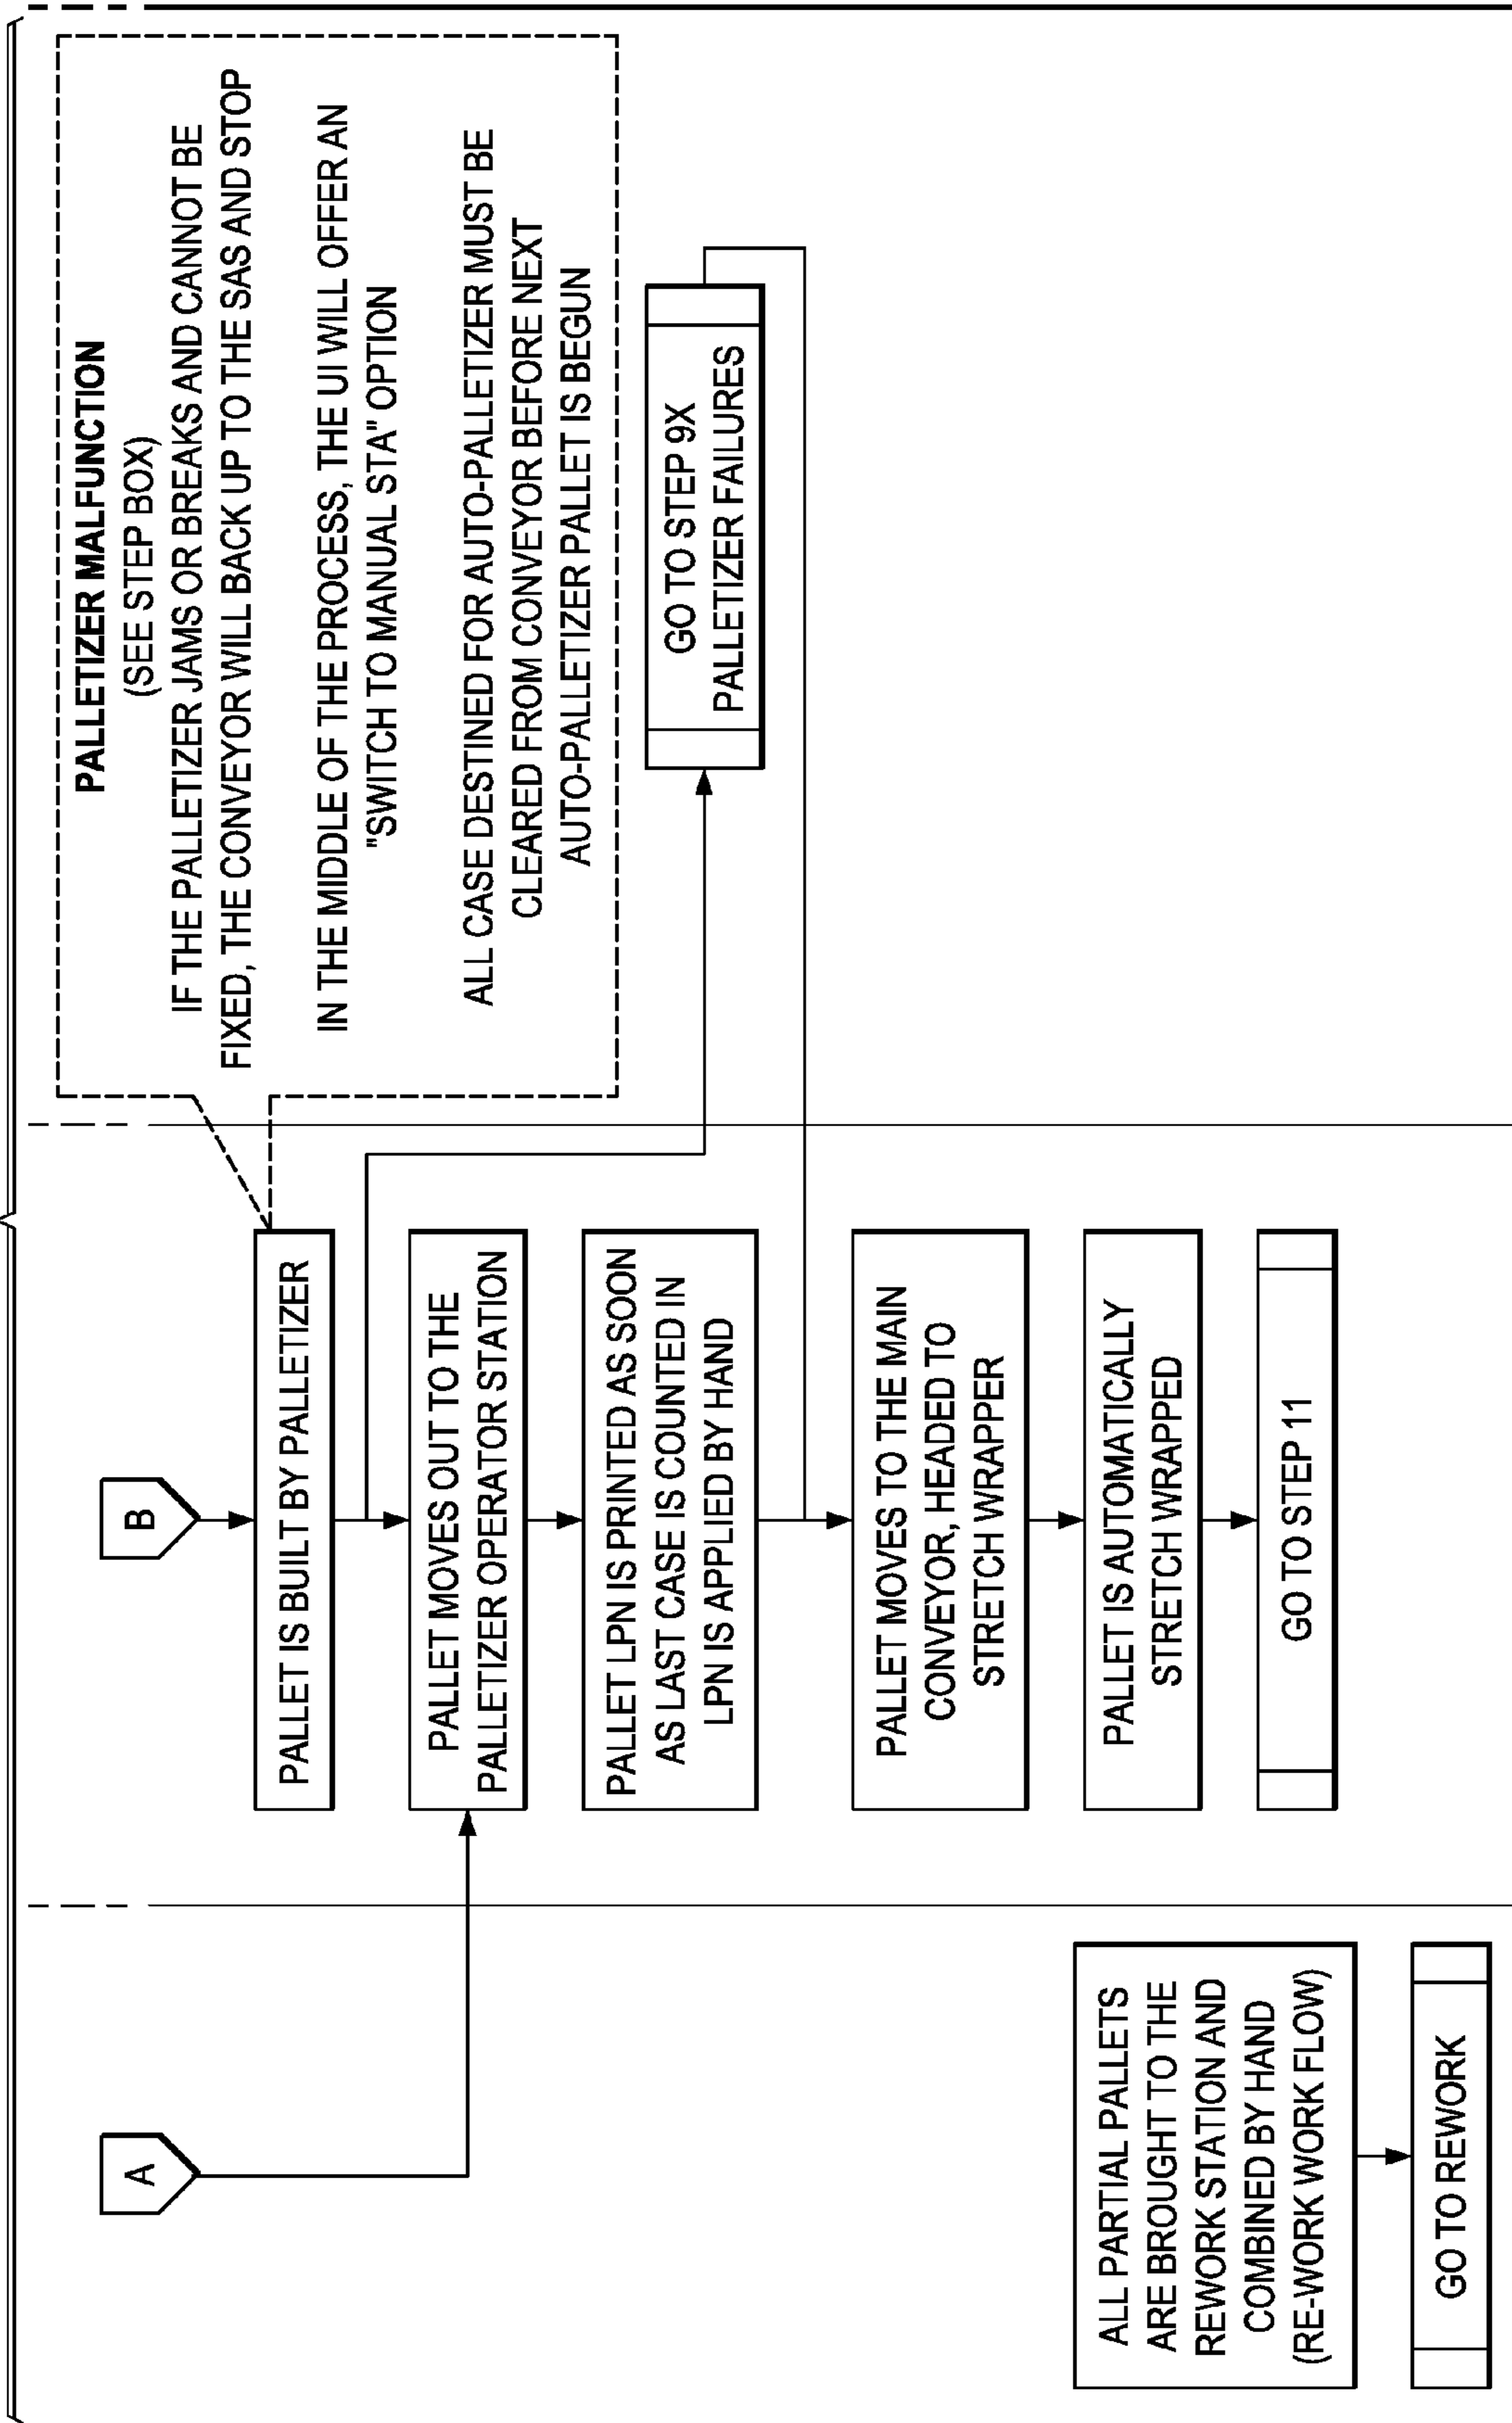 A
ALL PARTIAL PALLETS
ARE BROUGHT TO THE
REWORK STATION AND
COMBINED BY HAND
(RE-WORK WORK FLOW)
GO TO REWORK
B
PALLET IS BUILT BY PALLETIZER
PALLET MOVES OUT TO THE
PALLETIZER OPERATOR STATION
PALLET LPN IS PRINTED AS SOON
AS LAST CASE IS COUNTED IN
LPN IS APPLIED BY HAND
PALLET MOVES TO THE MAIN
CONVEYOR, HEADED TO
STRETCH WRAPPER
PALLET IS AUTOMATICALLY
STRETCH WRAPPED
GO TO STEP 11
PALLETIZER MALFUNCTION
(SEE STEP BOX)
IF THE PALLETIZER JAMS OR BREAKS AND CANNOT BE
FIXED, THE CONVEYOR WILL BACK UP TO THE SAS AND STOP
IN THE MIDDLE OF THE PROCESS, THE UI WILL OFFER AN
"SWITCH TO MANUAL STA" OPTION
ALL CASE DESTINED FOR AUTO-PALLETIZER MUST BE
CLEARED FROM CONVEYOR BEFORE NEXT
AUTO-PALLETIZER PALLET IS BEGUN
GO TO STEP 9X
PALLETIZER FAILURES